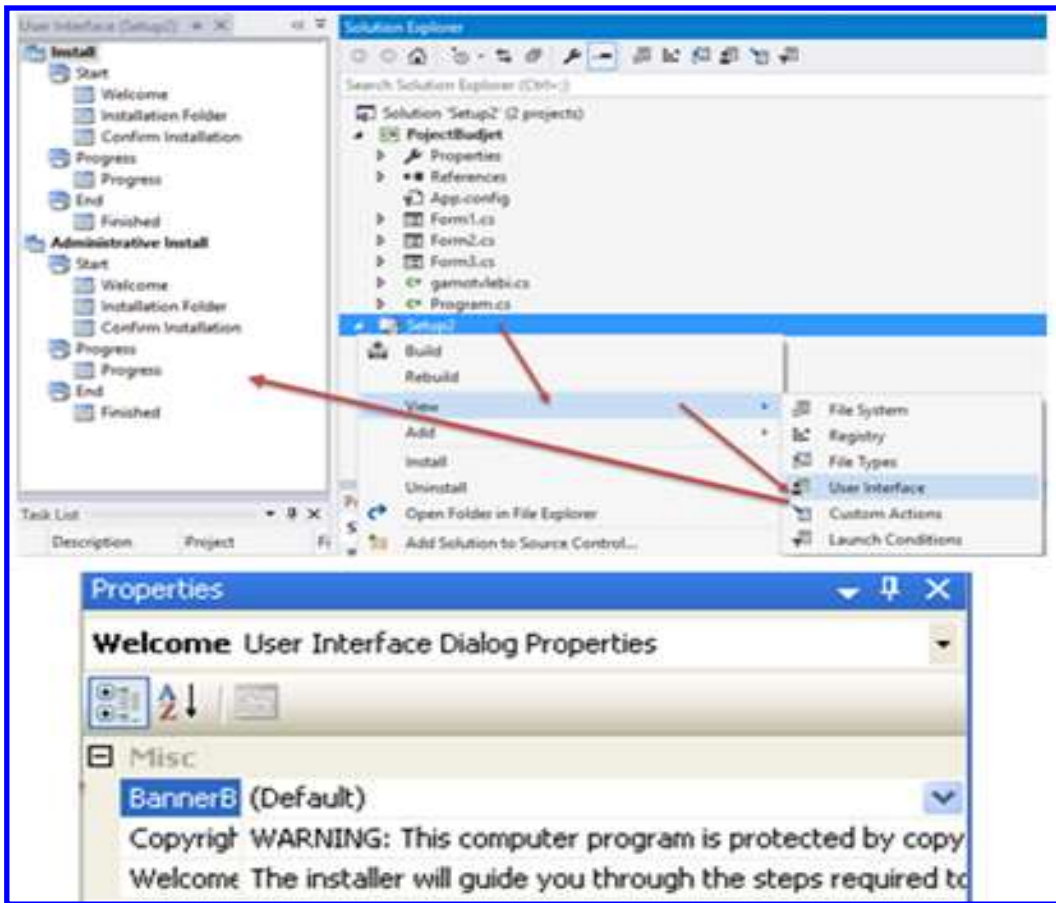 User Interface (Setup2)
Install
Start
Welcome
Installation Folder
Confirm Installation
Progress
Progress
End
Finished
Administrative Install
Start
Welcome
Installation Folder
Confirm Installation
Progress
Progress
End
Finished
Task List
Description Project
Solution Explorer
Search Solution Explorer (Ctrl+;)
Solution 'Setup2' (2 projects)
PojectBudjet
Properties
References
App.config
Form1.cs
Form2.cs
Form3.cs
gamotvlebi.cs
Program.cs
Setup2
Build
Rebuild
View
Add
Install
Uninstall
Open Folder in File Explorer
Add Solution to Source Control...
File System
Registry
File Types
User Interface
Custom Actions
Launch Conditions
Properties
Welcome User Interface Dialog Properties
Misc
BannerB (Default)
Copyrigh WARNING: This computer program is protected by copy
Welcome The installer will guide you through the steps required to